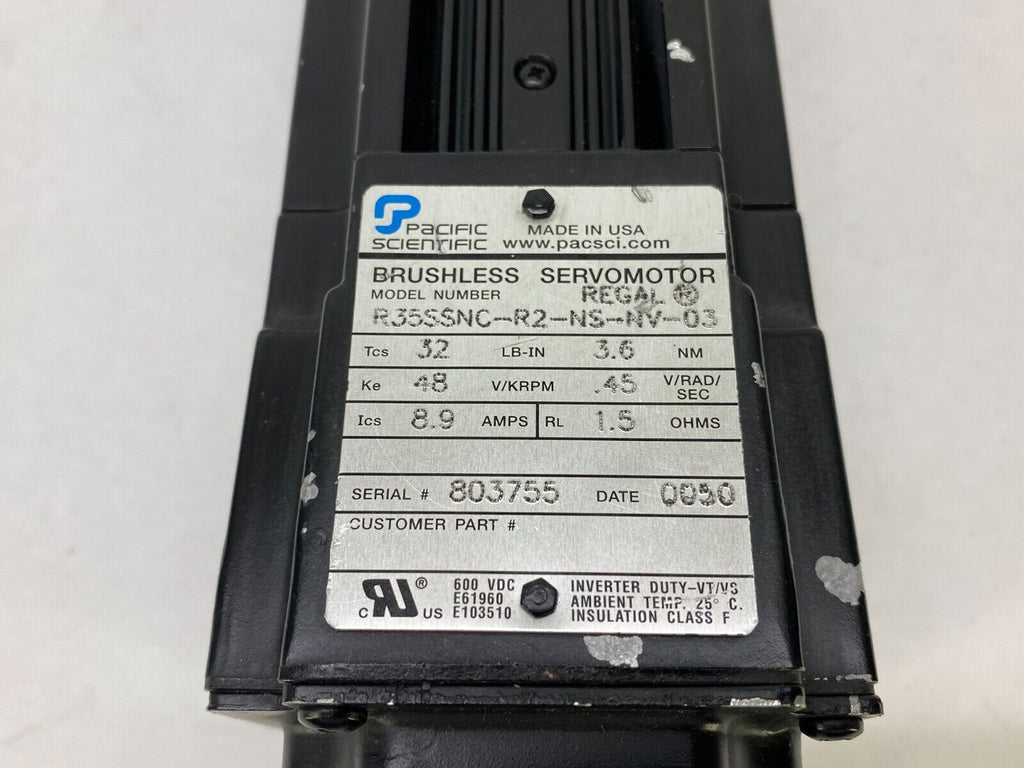 PACIFIC SCIENTIFIC
MADE IN USA
www.pacsci.com
BRUSHLESS SERVOMOTOR
MODEL NUMBER REGAL ®
R35SSNC-R2-NS-NV-03
Tcs 32 LB-IN 3.6 NM
Ke 48 V/KRPM .45 V/RAD/SEC
Ics 8.9 AMPS RL 1.5 OHMS
SERIAL # 803755 DATE 0050
CUSTOMER PART #
c RU ® US
600 VDC
E61960
E103510
INVERTER DUTY-VT/VS
AMBIENT TEMP. 25° C.
INSULATION CLASS F